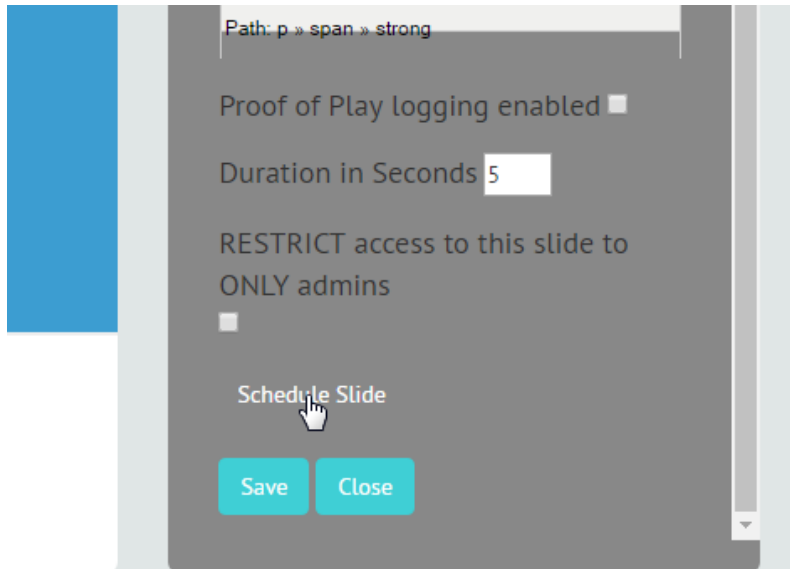 Path: p » span » strong
Proof of Play logging enabled
Duration in Seconds 5
RESTRICT access to this slide to
ONLY admins
Schedule Slide
Save Close